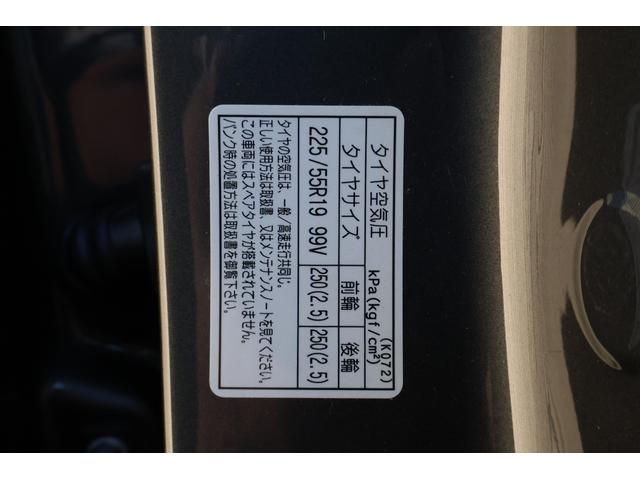 (K072)
タイヤ空気圧 kPa(kgf/cm²)
タイヤサイズ 前輪 後輪
225/55R19 99V 250(2.5) 250(2.5)
タイヤの空気圧は、一般/高速走行共同じ。
正しい使用方法は取扱書、又はメンテナンスノートを見てください。
この車両にはスペアタイヤが搭載されていません。
パンク時の処置方法は取扱書を御覧下さい。